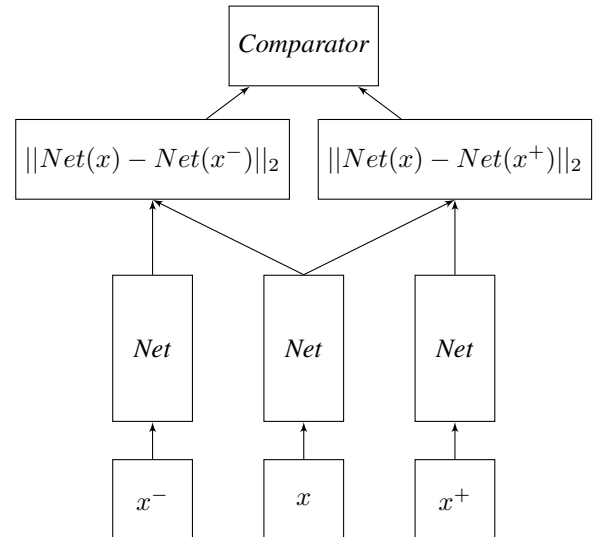 Comparator
||Net(x) − Net(x⁻)||₂ ||Net(x) − Net(x⁺)||₂
Net Net Net
x⁻ x x⁺